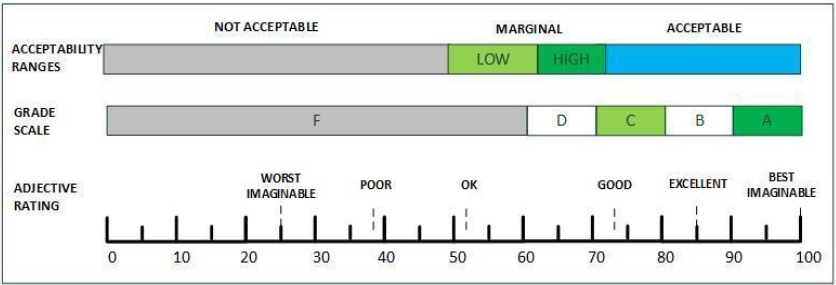 NOT ACCEPTABLE MARGINAL ACCEPTABLE
ACCEPTABILITY
RANGES
LOW HIGH
GRADE
SCALE
F D C B A
ADJECTIVE
RATING
WORST
IMAGINABLE
POOR
OK
GOOD
EXCELLENT
BEST
IMAGINABLE
0 10 20 30 40 50 60 70 80 90 100